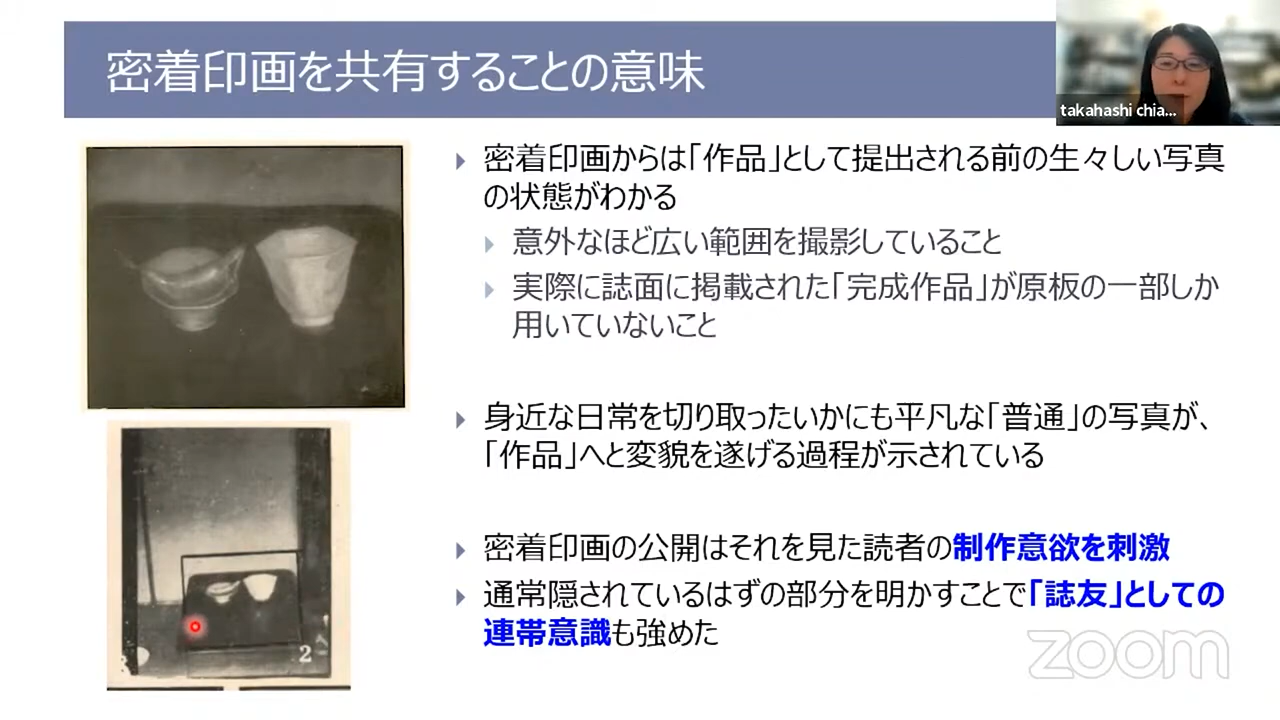 密着印画を共有することの意味
takahashi chia...
密着印画からは「作品」として提出される前の生々しい写真
の状態がわかる
意外なほど広い範囲を撮影していること
実際に誌面に掲載された「完成作品」が原板の一部しか
用いていないこと
身近な日常を切り取ったいかにも平凡な「普通」の写真が、
「作品」へと変貌を遂げる過程が示されている
密着印画の公開はそれを見た読者の制作意欲を刺激
通常隠されているはずの部分を明かすことで「誌友」としての
連帯意識も強めた
2
zoom